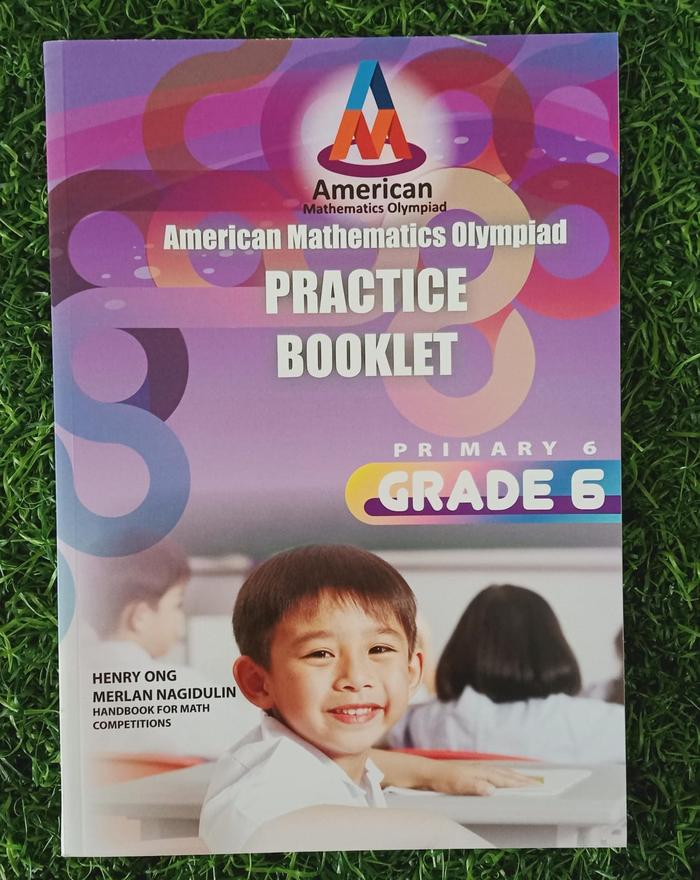 American
Mathematics Olympiad
American Mathematics Olympiad
PRACTICE
BOOKLET
PRIMARY 6
GRADE 6
HENRY ONG
MERLAN NAGIDULIN
HANDBOOK FOR MATH
COMPETITIONS